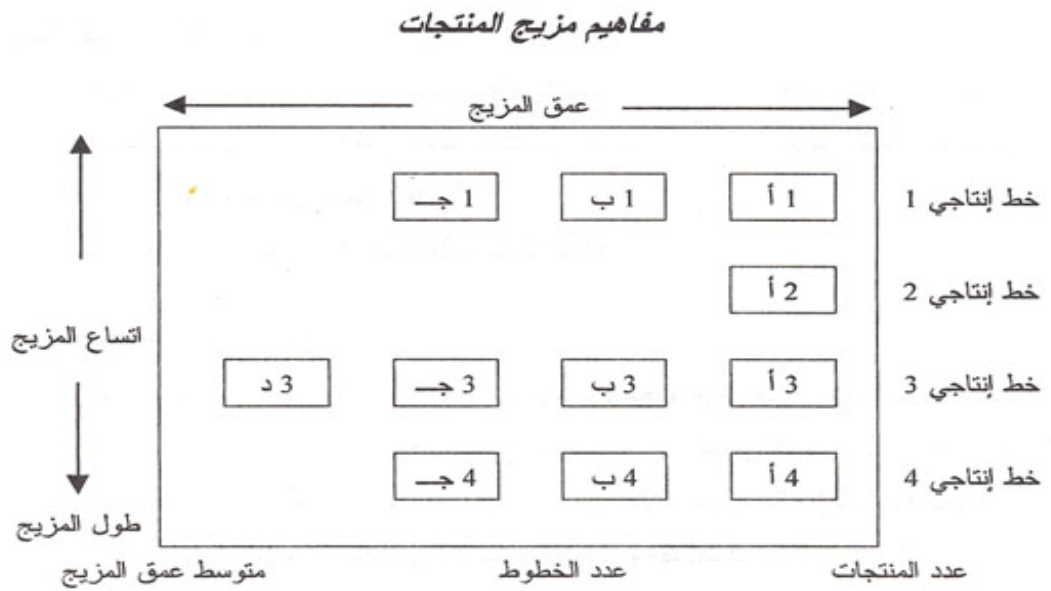 مفاهيم مزيج المنتجات
عمق المزيج
خط إنتاجي 1
1 أ
1 ب
1 جـ
خط إنتاجي 2
2 أ
اتساع المزيج
خط إنتاجي 3
3 أ
3 ب
3 جـ
3 د
خط إنتاجي 4
4 أ
4 ب
4 جـ
طول المزيج
عدد المنتجات
عدد الخطوط
متوسط عمق المزيج